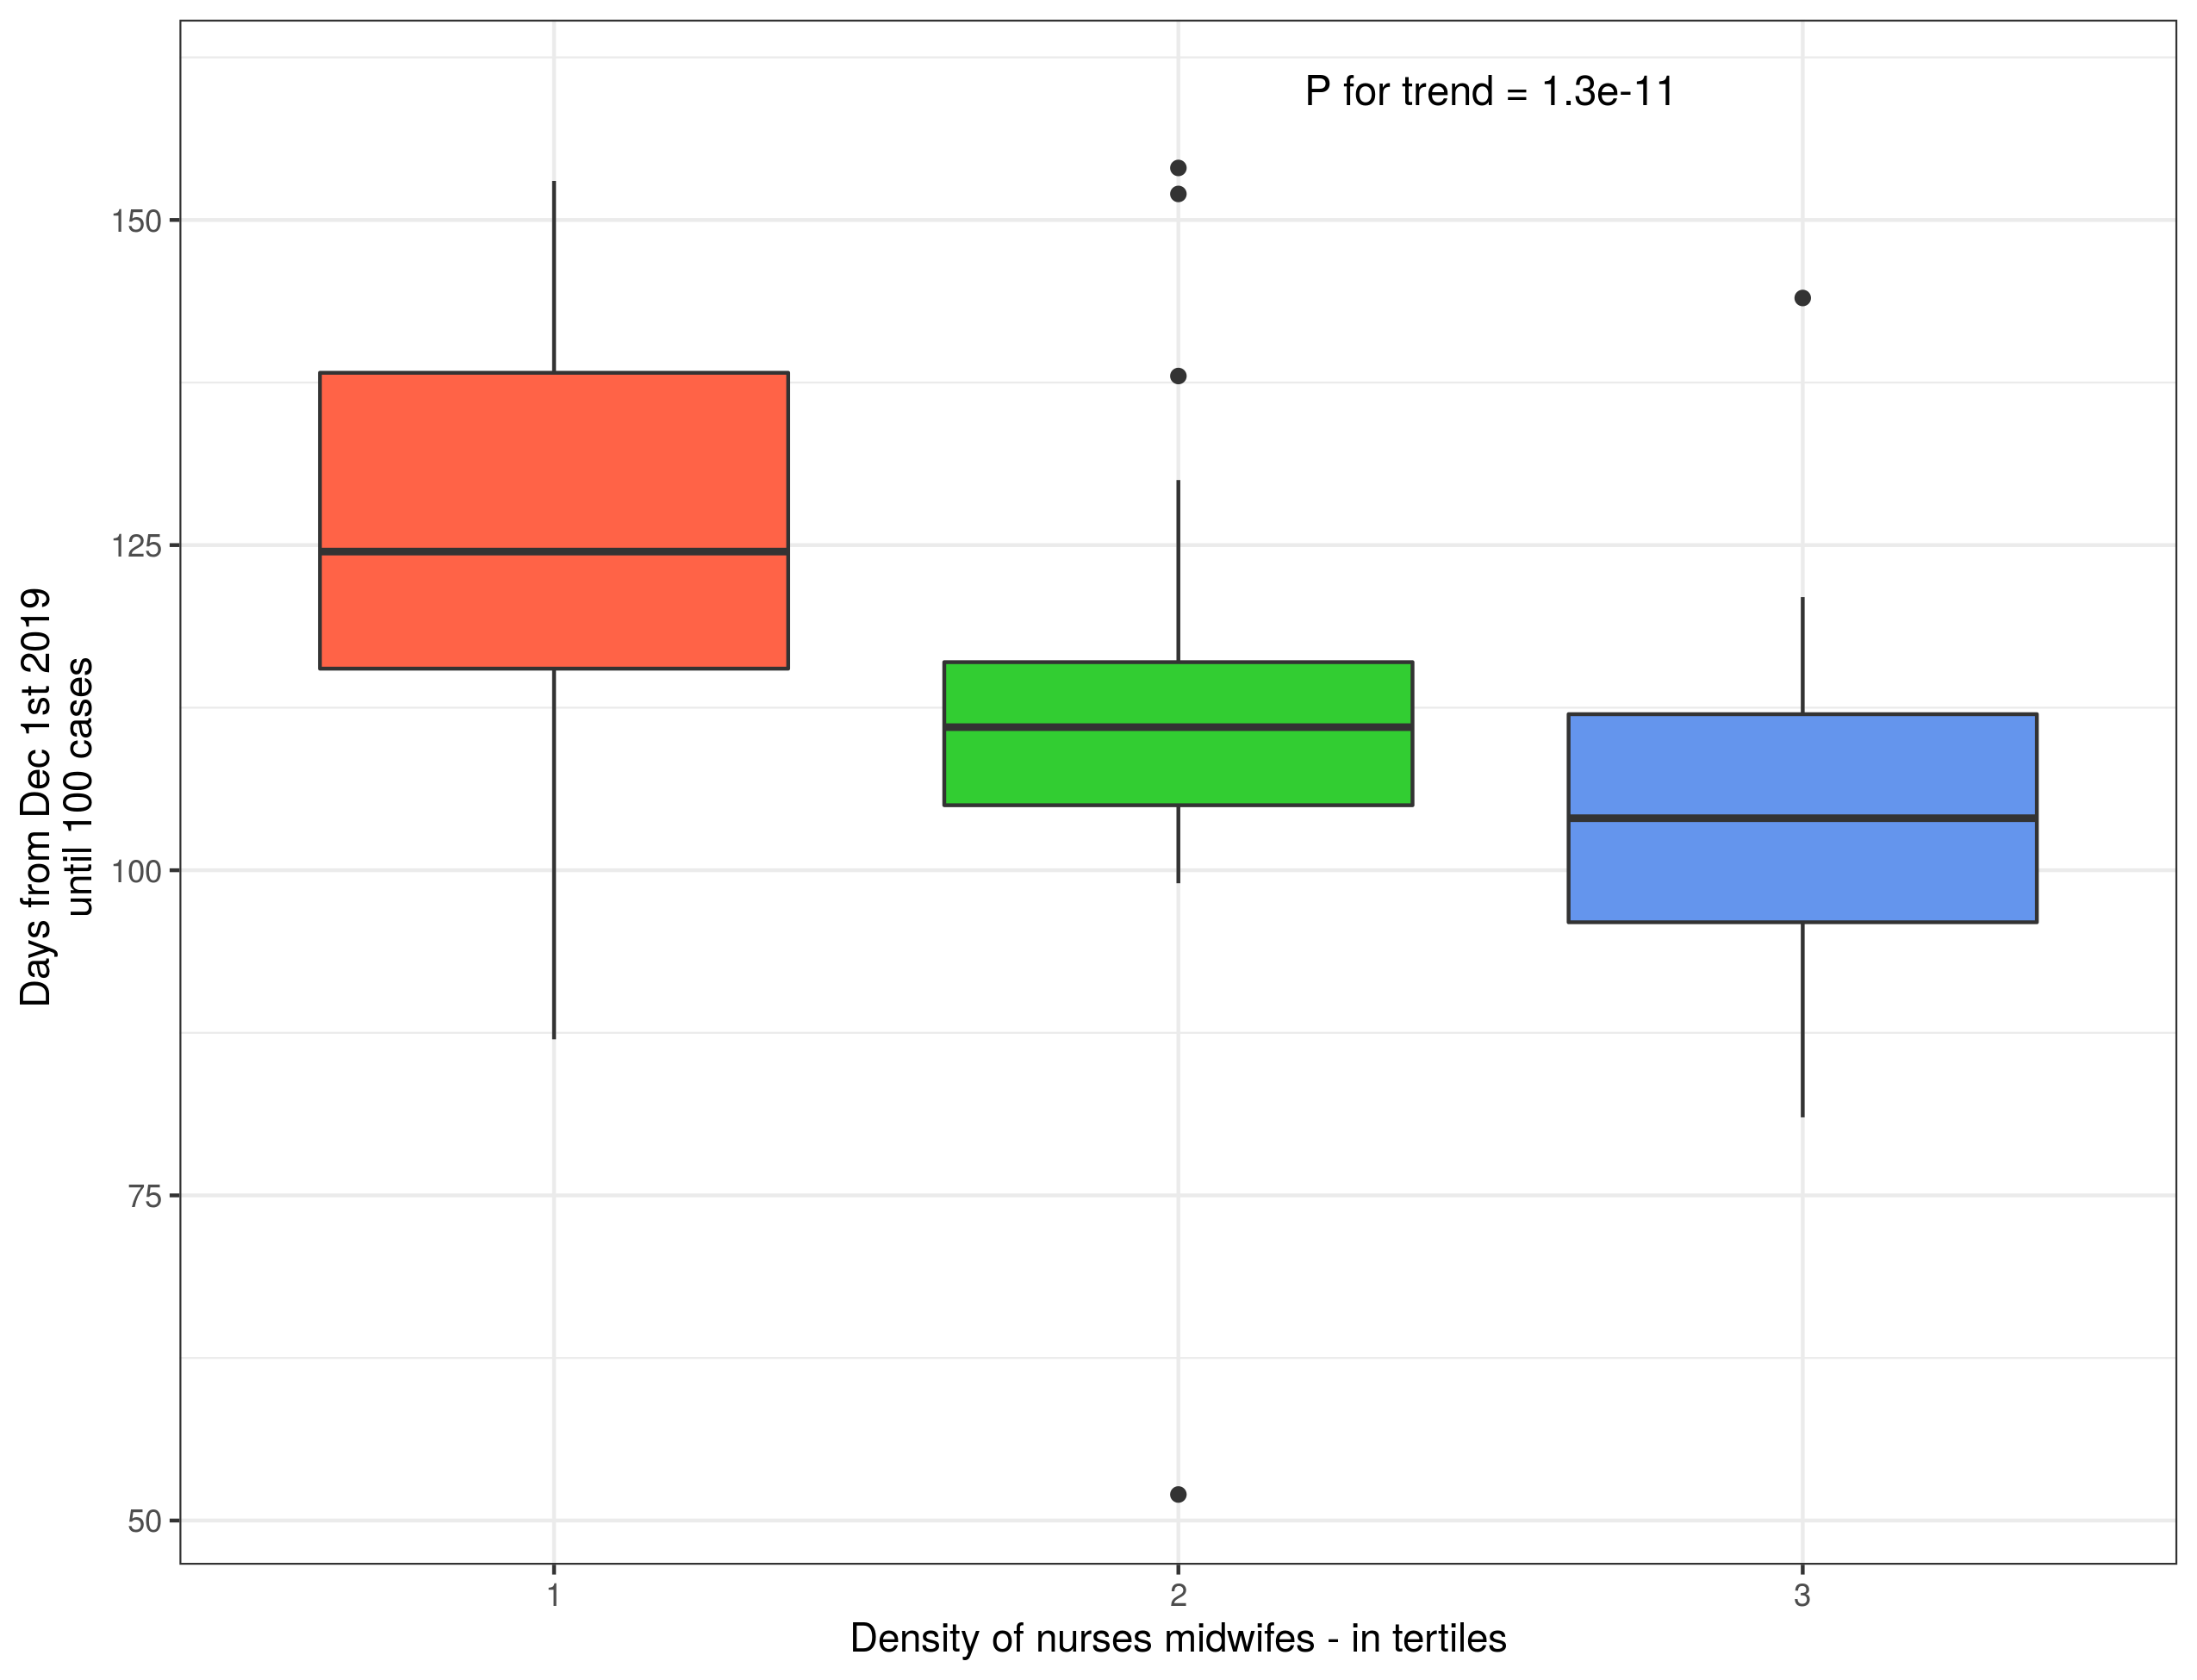 P for trend = 1.3e-11
150
125
100
75
50
Days from Dec 1st 2019
until 100 cases
1
2
3
Density of nurses midwifes - in tertiles